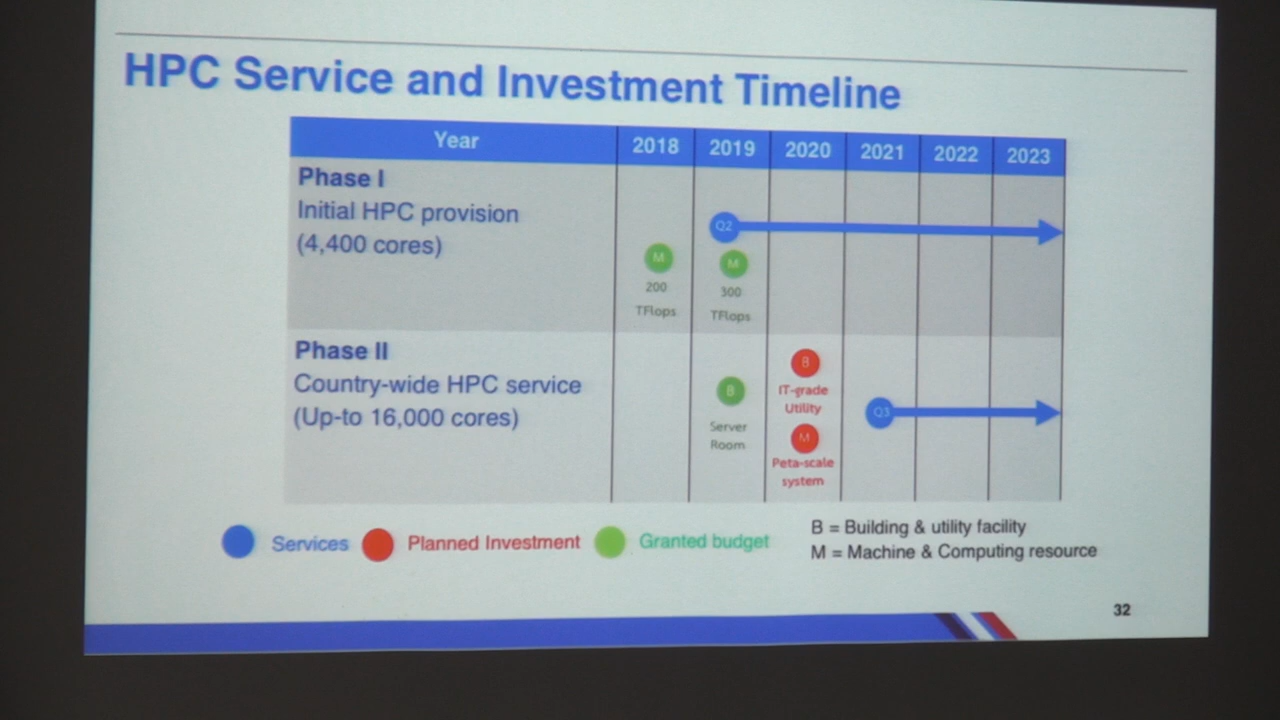 HPC Service and Investment Timeline
Year 2018 2019 2020 2021 2022 2023
Phase I
Initial HPC provision
(4,400 cores)
Q2
M M
200 300
TFlops TFlops
Phase II
Country-wide HPC service
(Up-to 16,000 cores)
B
Server
Room
B
IT-grade
Utility
M
Peta-scale
system
Q3
Services Planned Investment Granted budget
B = Building & utility facility
M = Machine & Computing resource
32